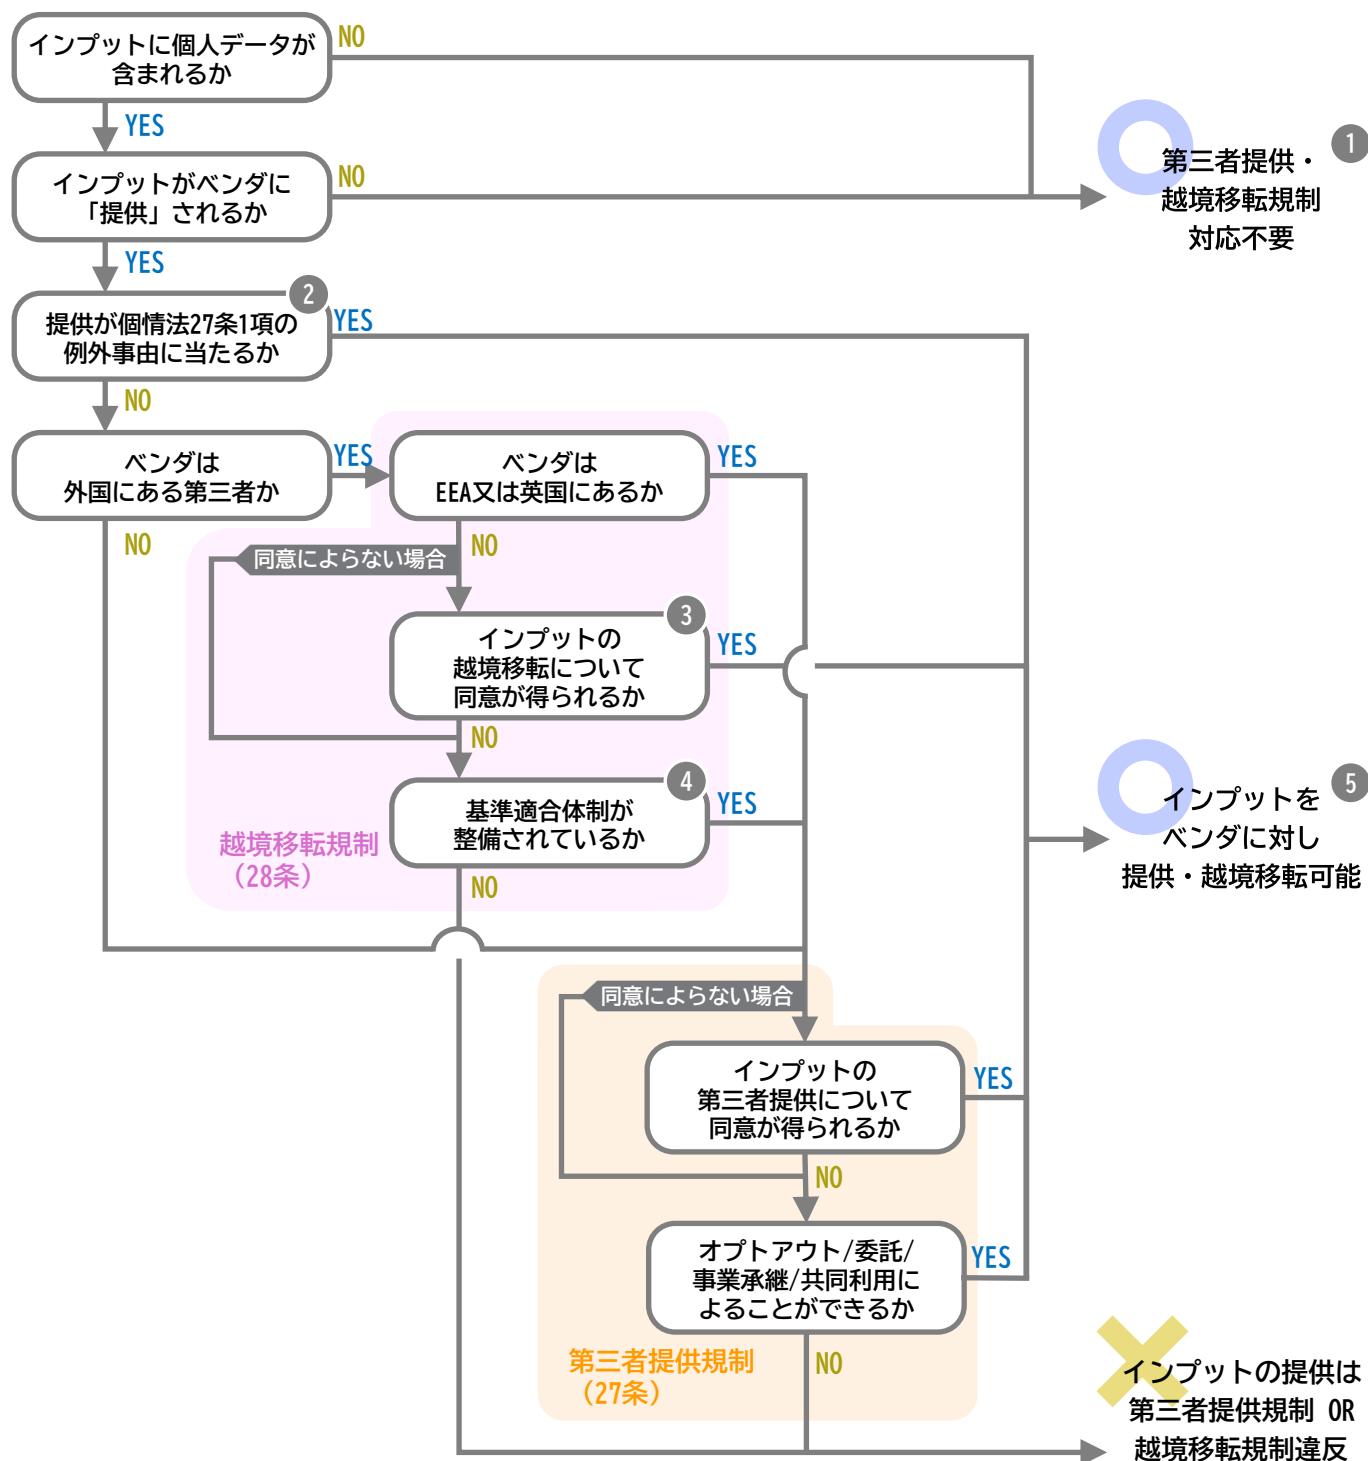 インプットに個人データが
含まれるか
NO
YES
インプットがベンダに
「提供」されるか
NO
YES
1
第三者提供・
越境移転規制
対応不要
2
提供が個情法27条1項の
例外事由に当たるか
YES
NO
ベンダは
外国にある第三者か
YES
NO
ベンダは
EEA又は英国にあるか
YES
NO
同意によらない場合
3
インプットの
越境移転について
同意が得られるか
YES
NO
4
基準適合体制が
整備されているか
YES
NO
越境移転規制
（28条）
5
インプットを
ベンダに対し
提供・越境移転可能
同意によらない場合
インプットの
第三者提供について
同意が得られるか
YES
NO
オプトアウト/委託/
事業承継/共同利用に
よることができるか
YES
NO
第三者提供規制
（27条）
インプットの提供は
第三者提供規制 OR
越境移転規制違反